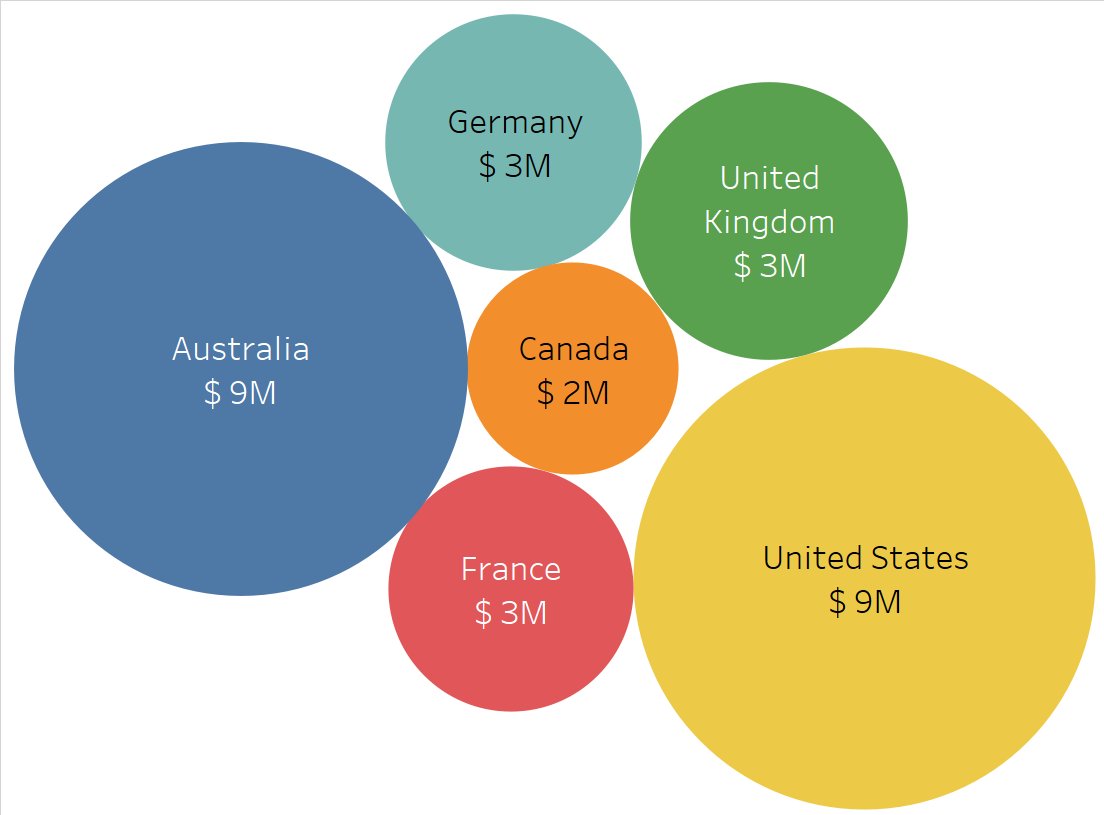 Germany
$ 3M
United
Kingdom
$ 3M
Australia
$ 9M
Canada
$ 2M
France
$ 3M
United States
$ 9M